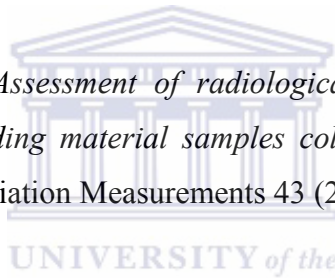 Assessment of radiological
ding material samples col
iation Measurements 43 (2
UNIVERSITY of the